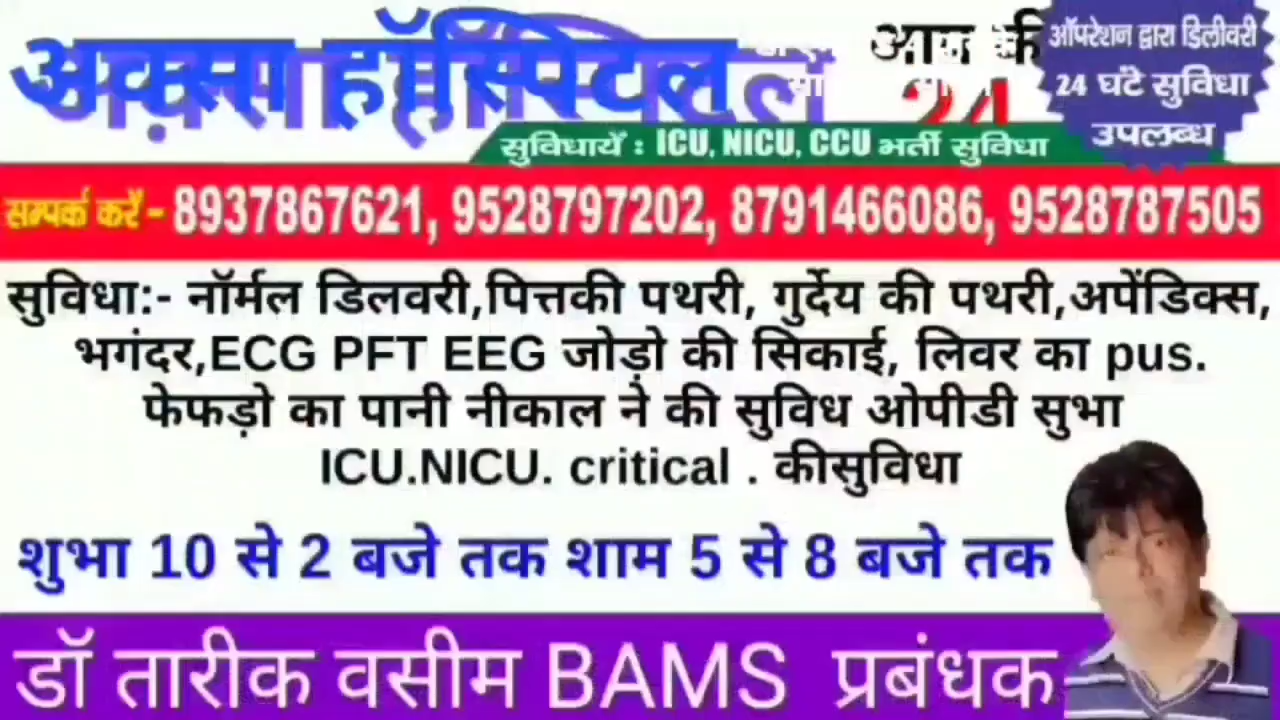 अक्सा हॉस्पिटल
आप की
24
ऑपरेशन द्वारा डिलीवरी
24 घंटे सुविधा
उपलब्ध
सुविधायेँ : ICU, NICU, CCU भर्ती सुविधा
सम्पर्क करें - 8937867621, 9528797202, 8791466086, 9528787505
सुविधा:- नॉर्मल डिलवरी,पित्तकी पथरी, गुर्देय की पथरी,अपेंडिक्स,
भगंदर,ECG PFT EEG जोड़ो की सिकाई, लिवर का pus.
फेफड़ो का पानी नीकाल ने की सुविध ओपीडी सुभा
ICU.NICU. critical . कीसुविधा
शुभा 10 से 2 बजे तक शाम 5 से 8 बजे तक
डॉ तारीक वसीम BAMS प्रबंधक